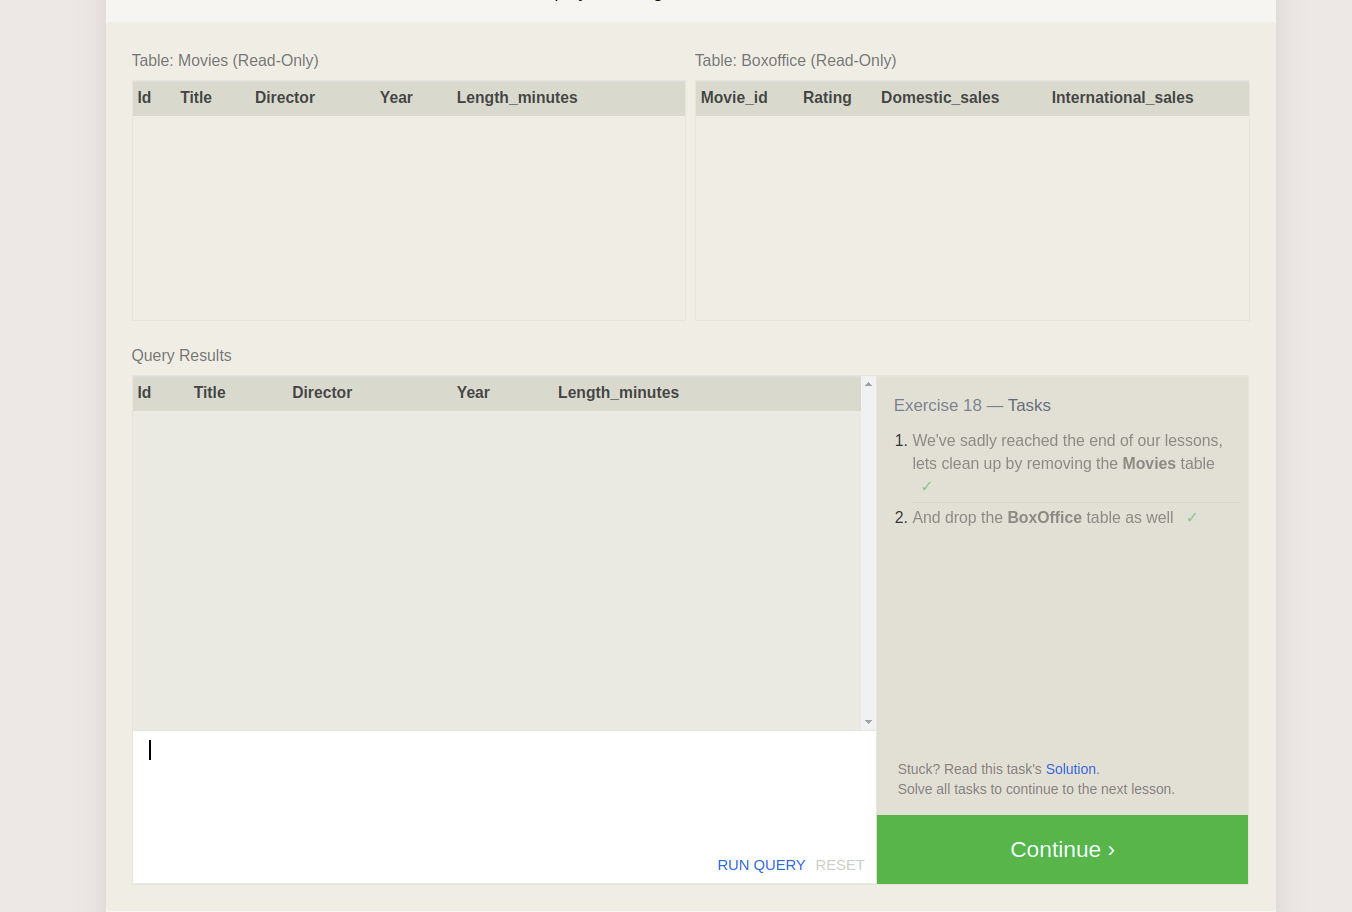 Table: Movies (Read-Only)
Table: Boxoffice (Read-Only)
Id Title Director Year Length_minutes
Movie_id Rating Domestic_sales International_sales
Query Results
Id Title Director Year Length_minutes
Exercise 18 — Tasks
1. We've sadly reached the end of our lessons,
lets clean up by removing the Movies table
✓
2. And drop the BoxOffice table as well ✓
Stuck? Read this task's Solution.
Solve all tasks to continue to the next lesson.
RUN QUERY RESET
Continue ›